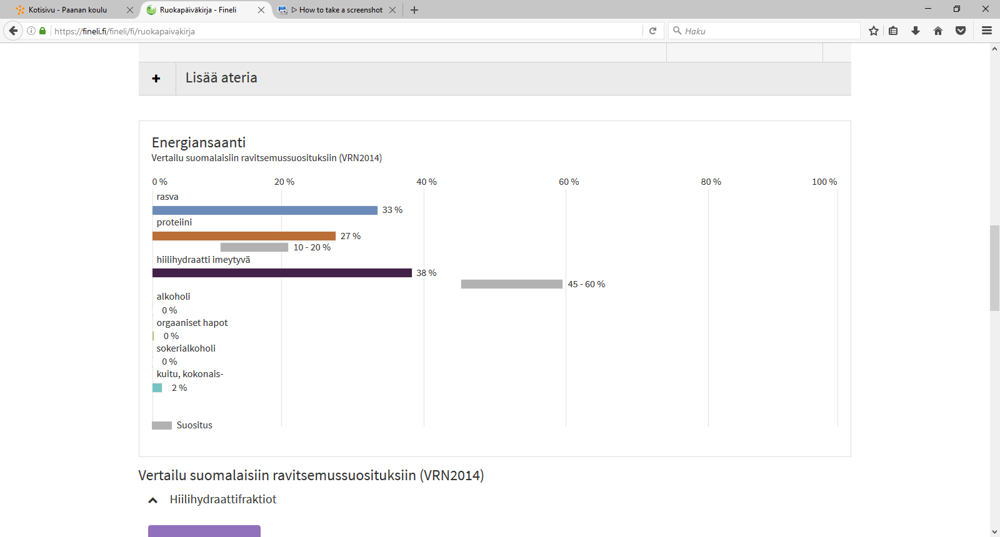 Kotisivu - Paanan koulu
Ruokapäiväkirja - Fineli
▷ How to take a screenshot
https://fineli.fi/fineli/fi/ruokapaivakirja
Haku
Lisää ateria
Energiansaanti
Vertailu suomalaisiin ravitsemussuosituksiin (VRN2014)
0 % 20 % 40 % 60 % 80 % 100 %
rasva
33 %
proteiini
27 %
10 - 20 %
hiilihydraatti imeytyvä
38 %
45 - 60 %
alkoholi
0 %
orgaaniset hapot
0 %
sokerialkoholi
0 %
kuitu, kokonais-
2 %
Suositus
Vertailu suomalaisiin ravitsemussuosituksiin (VRN2014)
Hiilihydraattifraktiot